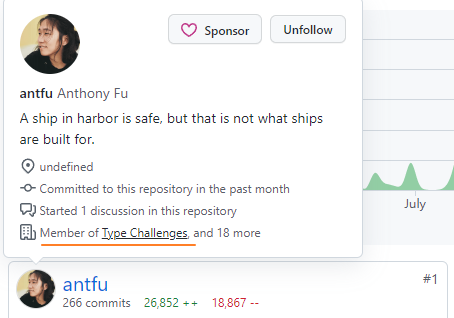 Sponsor
Unfollow
antfu Anthony Fu
A ship in harbor is safe, but that is not what ships
are built for.
undefined
Committed to this repository in the past month
Started 1 discussion in this repository
Member of Type Challenges, and 18 more
July
antfu
#1
266 commits 26,852 ++ 18,867 --